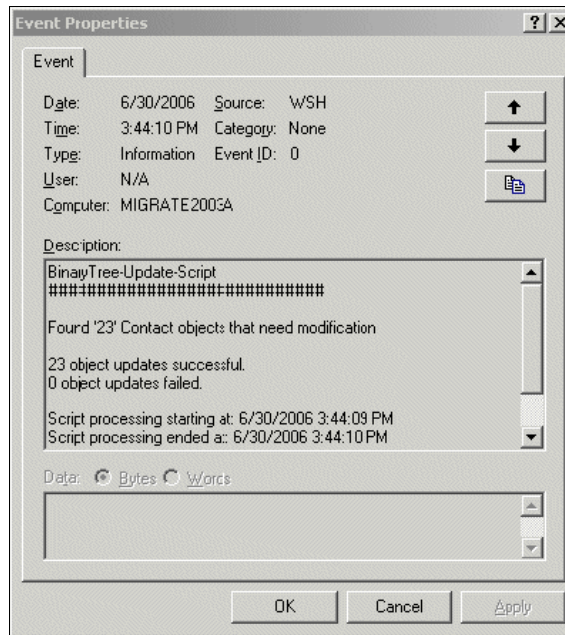 Event Properties
Event
Date: 6/30/2006 Source: WSH
Time: 3:44:10 PM Category: None
Type: Information Event ID: 0
User: N/A
Computer: MIGRATE2003A
Description:
BinaryTree-Update-Script
############################
Found '23' Contact objects that need modification
23 object updates successful.
0 object updates failed.
Script processing starting at: 6/30/2006 3:44:09 PM
Script processing ended at: 6/30/2006 3:44:10 PM
Data: Bytes Words
OK Cancel Apply